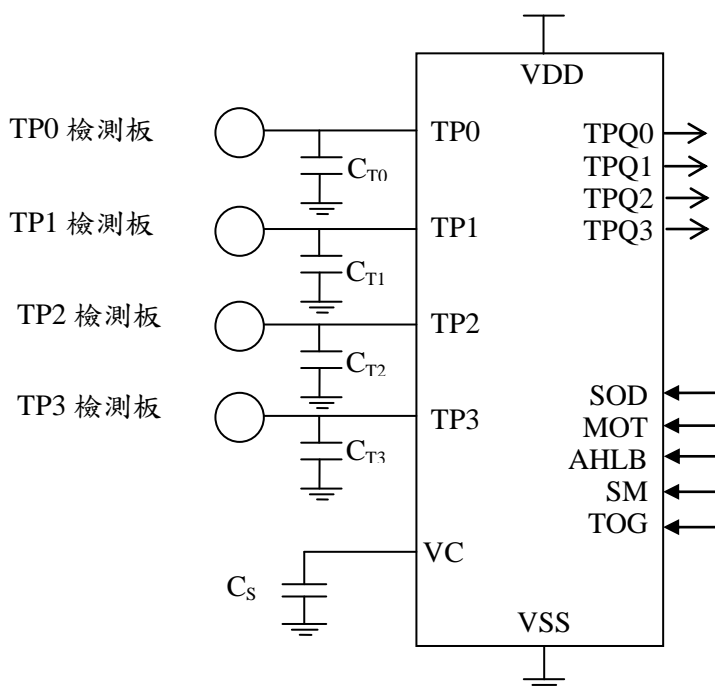 VDD
TP0 檢測板
TP0
TPQ0
C_T0
TPQ1
TPQ2
TP1 檢測板
TP1
TPQ3
C_T1
TP2 檢測板
TP2
C_T2
SOD
TP3 檢測板
TP3
MOT
C_T3
AHLB
SM
TOG
VC
C_S
VSS